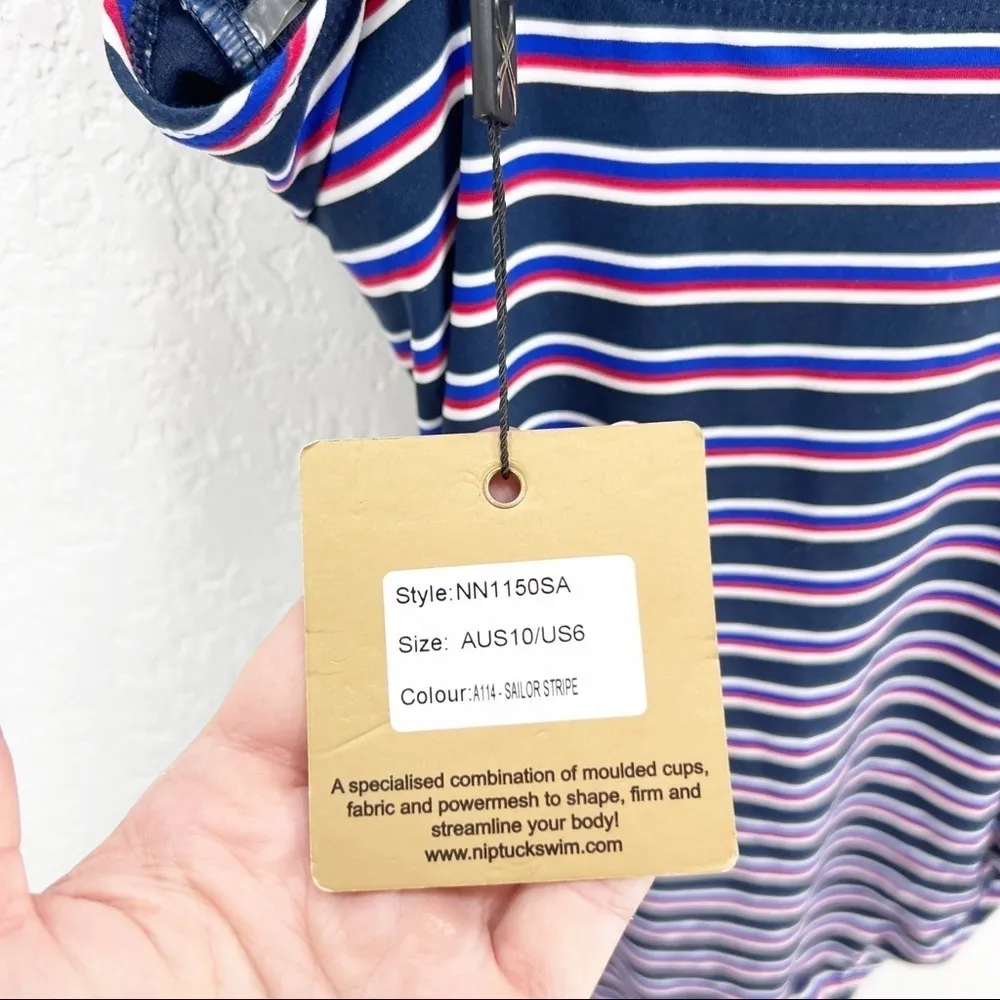 Style:NN1150SA
Size: AUS10/US6
Colour:A114 - SAILOR STRIPE
A specialised combination of moulded cups,
fabric and powermesh to shape, firm and
streamline your body!
www.niptuckswim.com